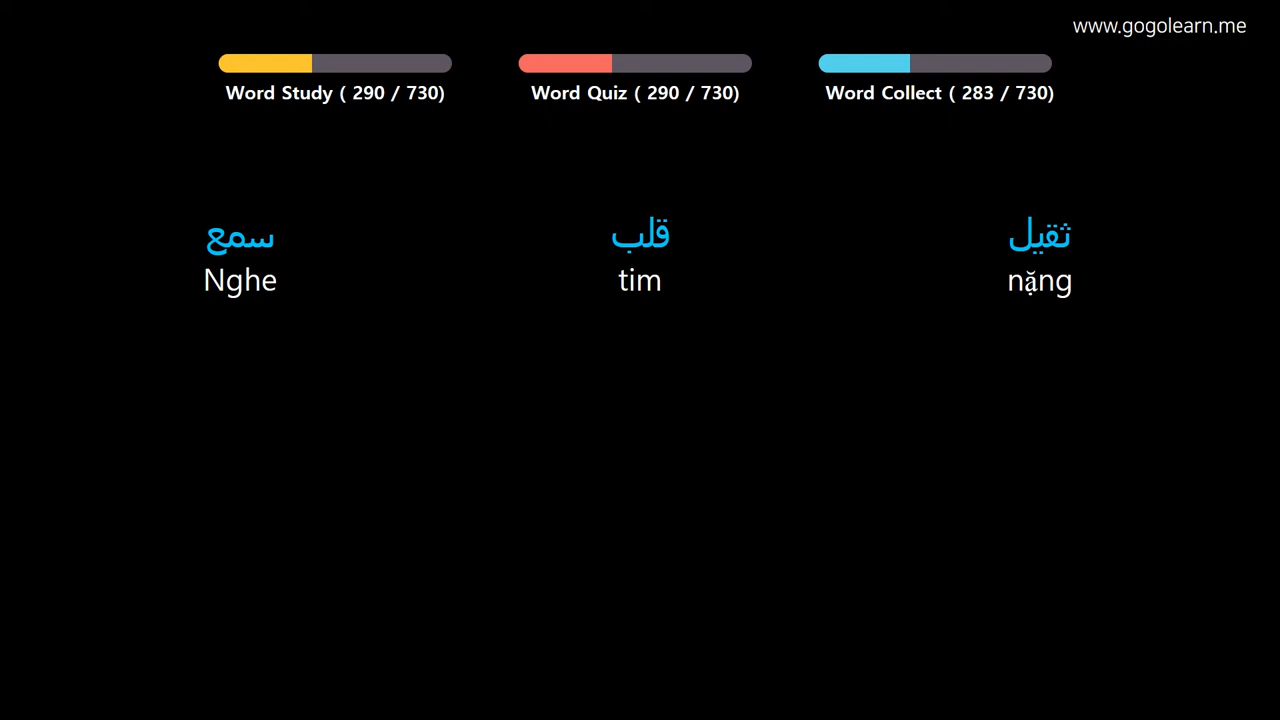 www.gogolearn.me
Word Study ( 290 / 730)
Word Quiz ( 290 / 730)
Word Collect ( 283 / 730)
سمع
Nghe
قلب
tim
ثقيل
nặng